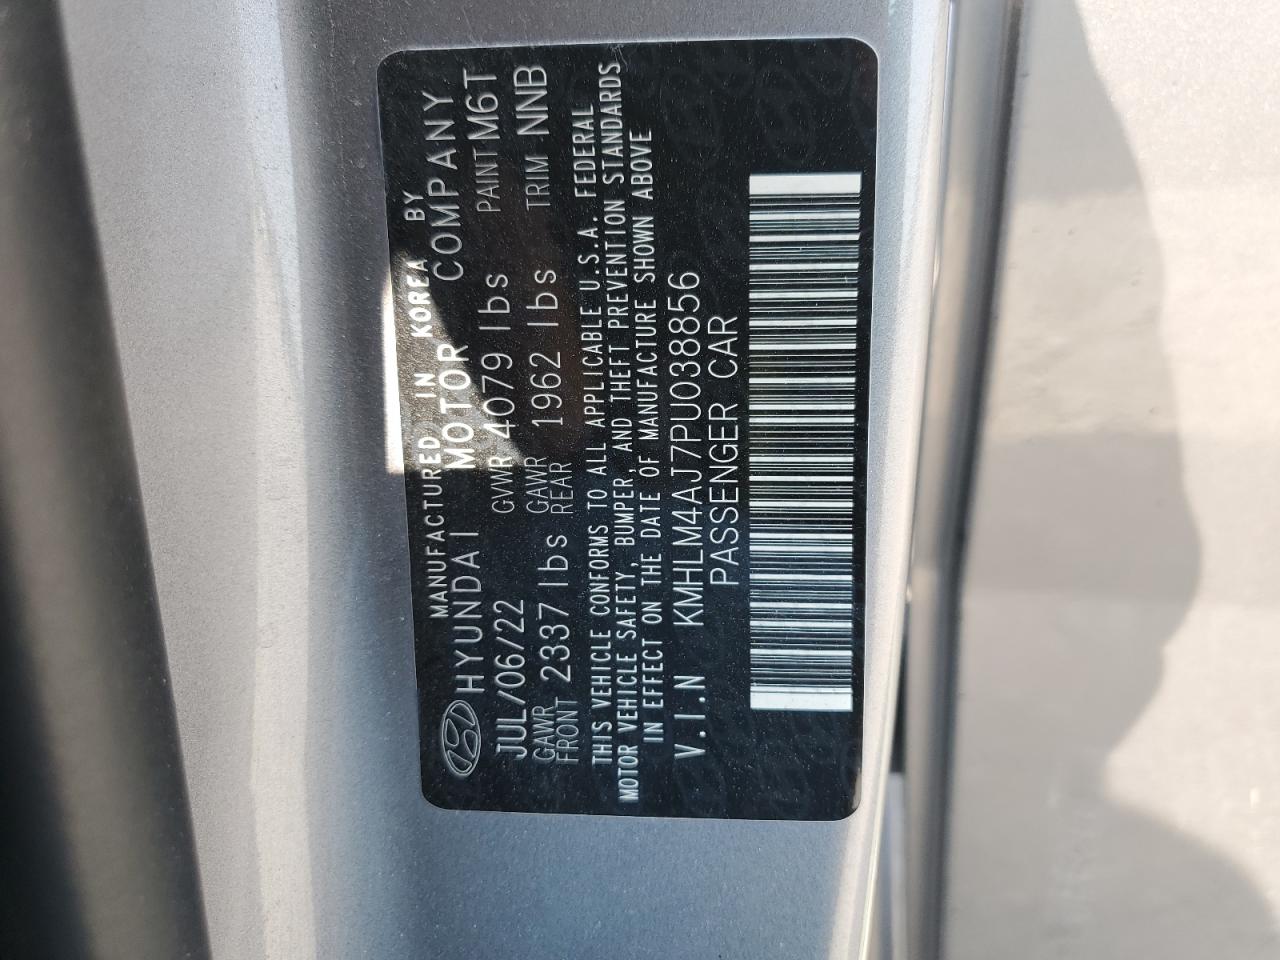 MANUFACTURED IN KOREA BY
HYUNDAI MOTOR COMPANY
JUL/06/22 GVWR 4079 lbs PAINT M6T
GAWR FRONT 2337 lbs GAWR REAR 1962 lbs TRIM NNB
THIS VEHICLE CONFORMS TO ALL APPLICABLE U.S.A. FEDERAL
MOTOR VEHICLE SAFETY, BUMPER, AND THEFT PREVENTION STANDARDS
IN EFFECT ON THE DATE OF MANUFACTURE SHOWN ABOVE
V.I.N KMHLM4AJ7PU038856
PASSENGER CAR